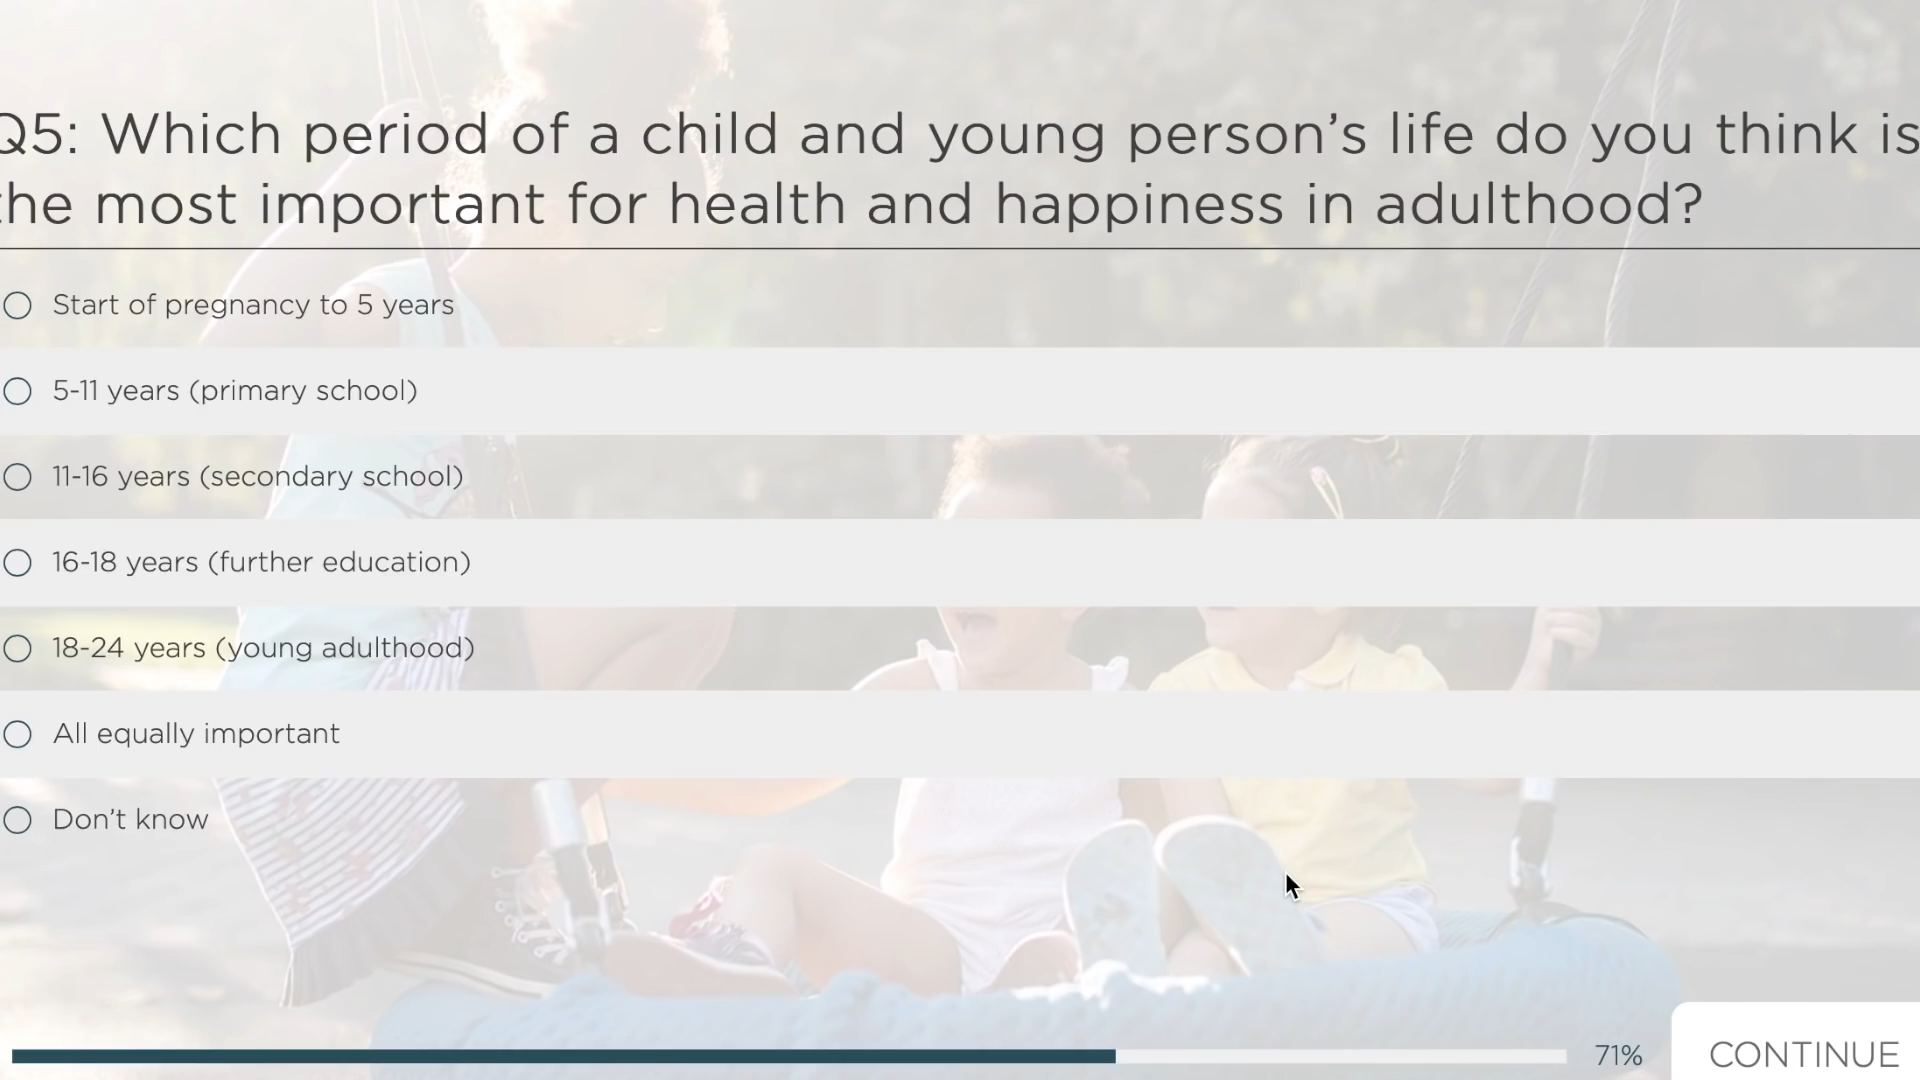 Q5: Which period of a child and young person's life do you think is
the most important for health and happiness in adulthood?
Start of pregnancy to 5 years
5-11 years (primary school)
11-16 years (secondary school)
16-18 years (further education)
18-24 years (young adulthood)
All equally important
Don't know
71%
CONTINUE